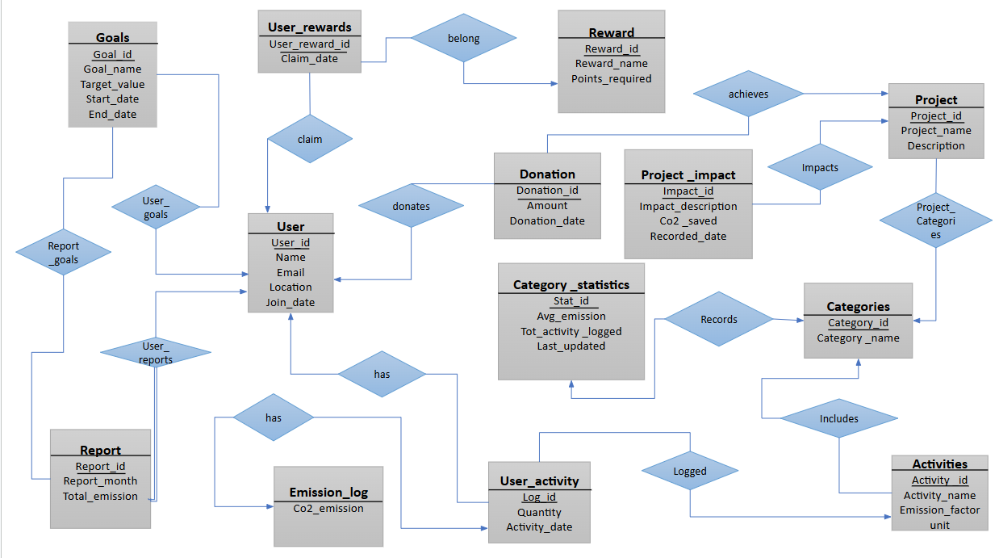 Goals
Goal_id
Goal_name
Target_value
Start_date
End_date
User_rewards
User_reward_id
Claim_date
belong
Reward
Reward_id
Reward_name
Points_required
achieves
Project
Project_id
Project_name
Description
claim
Impacts
Donation
Donation_id
Amount
Donation_date
Project _impact
Impact_id
Impact_description
Co2 _saved
Recorded_date
User_
goals
donates
Project_
Categori
es
Report
_goals
User
User_id
Name
Email
Location
Join_date
Category _statistics
Stat_id
Avg_emission
Tot_activity _logged
Last_updated
Records
Categories
Category_id
Category _name
User_
reports
has
has
Includes
Report
Report_id
Report_month
Total_emission
Emission_log
Co2_emission
User_activity
Log_id
Quantity
Activity_date
Logged
Activities
Activity _id
Activity_name
Emission_factor
unit